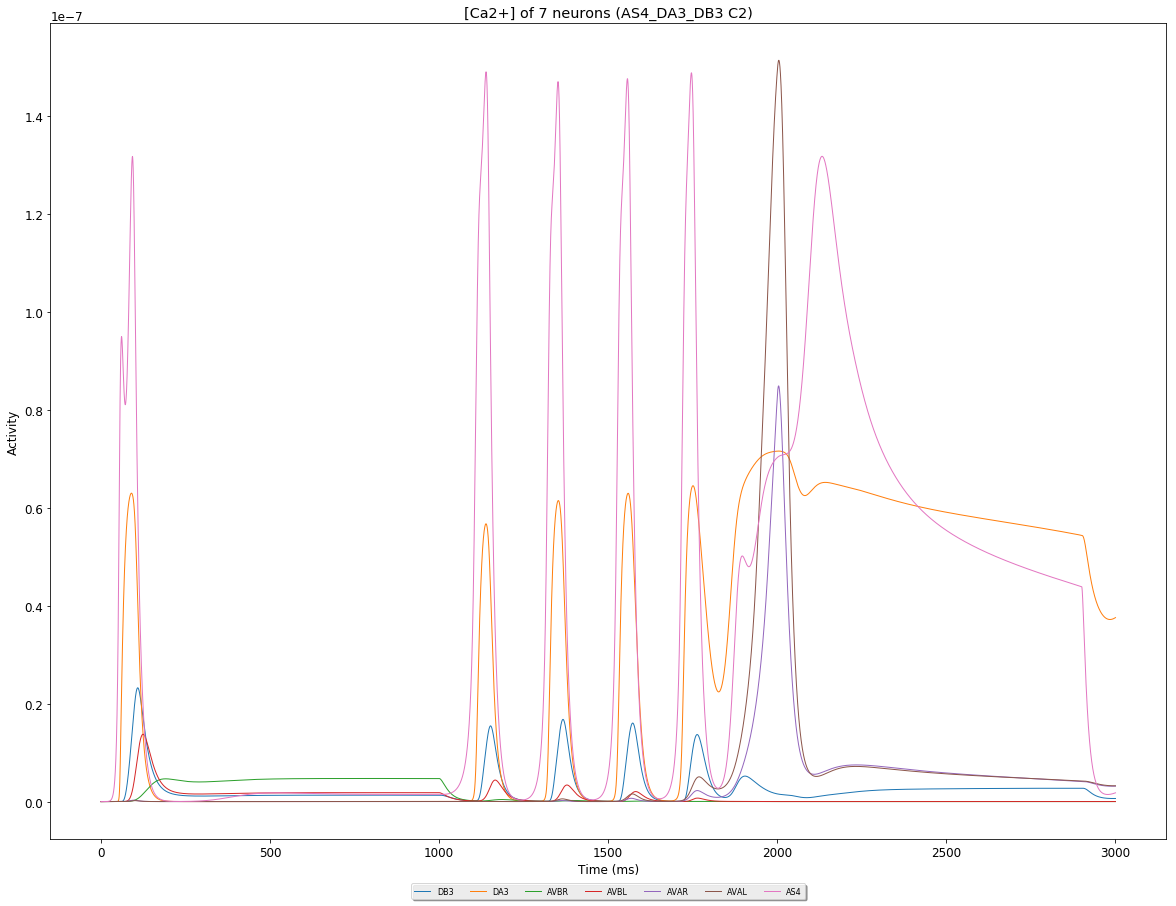 [Ca2+] of 7 neurons (AS4_DA3_DB3 C2)
1e−7
1.4
1.2
1.0
0.8
0.6
0.4
0.2
0.0
Activity
0 500 1000 1500 2000 2500 3000
Time (ms)
DB3 DA3 AVBR AVBL AVAR AVAL AS4